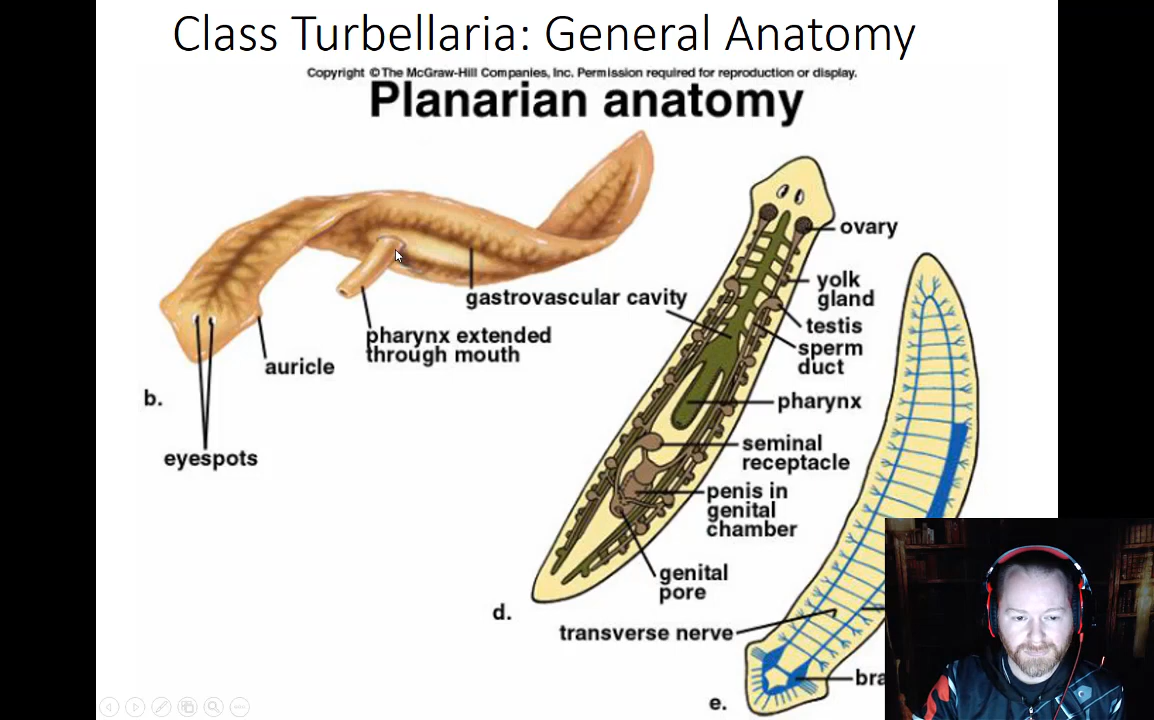 Class Turbellaria: General Anatomy
Copyright © The McGraw-Hill Companies, Inc. Permission required for reproduction or display.
Planarian anatomy
gastrovascular cavity
pharynx extended
through mouth
auricle
b.
eyespots
ovary
yolk
gland
testis
sperm
duct
pharynx
seminal
receptacle
penis in
genital
chamber
genital
pore
d.
transverse nerve
bra
e.